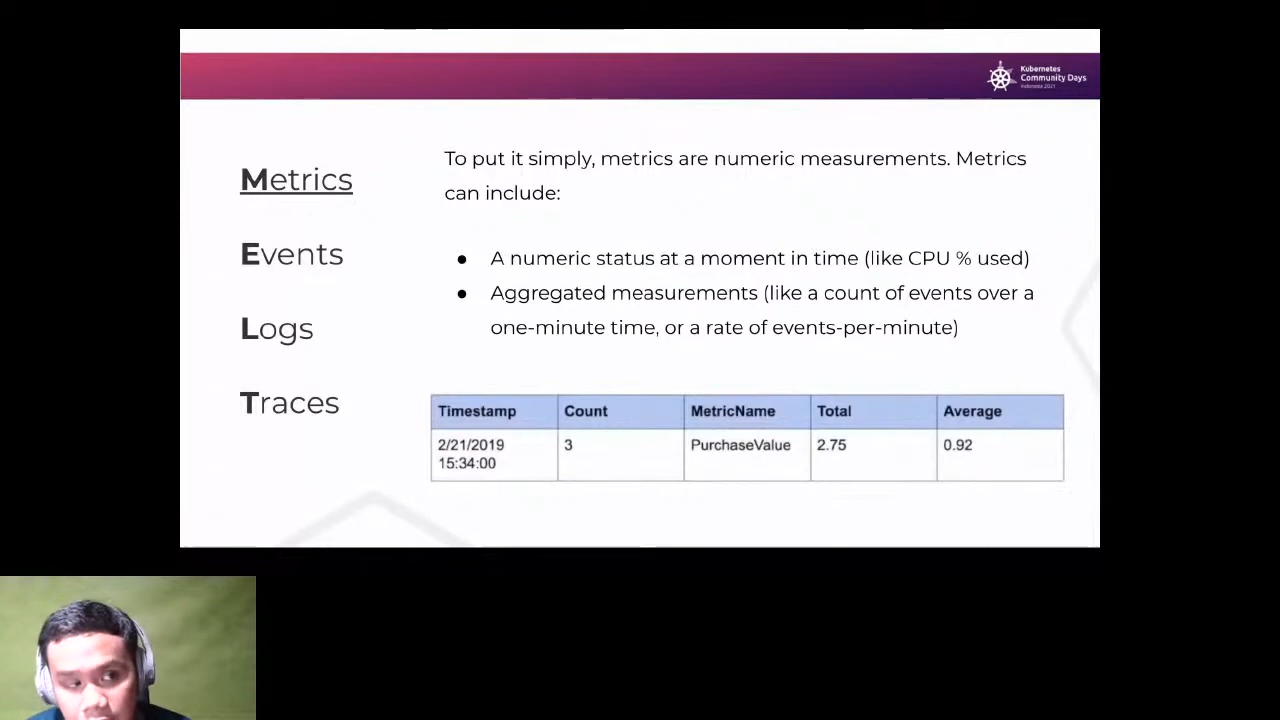 Kubernetes
Community Days
Indonesia 2021
Metrics
Events
Logs
Traces
To put it simply, metrics are numeric measurements. Metrics
can include:
● A numeric status at a moment in time (like CPU % used)
● Aggregated measurements (like a count of events over a
one-minute time, or a rate of events-per-minute)
Timestamp Count MetricName Total Average
2/21/2019 3 PurchaseValue 2.75 0.92
15:34:00